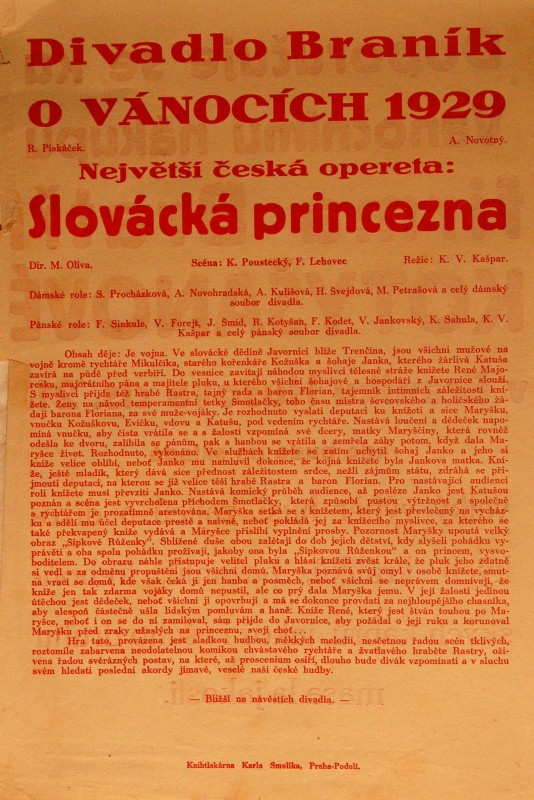 Divadlo Braník
O VÁNOCÍCH 1929
R. Piskáček.
A. Novotný.
Největší česká opereta:
Slovácká princezna
Dir. M. Oliva.
Scéna: K. Poustecký, F. Lehovec
Režie: K. V. Kašpar.
Dámské role: S. Procházková, A. Novohradská, A. Kulišová, H. Švejdová, M. Petrašová a celý dámský
soubor divadla.
Pánské role: F. Sinkule, V. Forejt, J. Šmíd, R. Kotyšan, F. Kodet, V. Jankovský, K. Sahula, K. V.
Kašpar a celý pánský soubor divadla.
Obsah děje: Je vojna. Ve slovácké dědině Javornici blíže Trenčína, jsou všichni mužové na
vojně kromě rychtáře Mikulčíka, starého kořenkáře Kožuška a šohaje Janka, kterého žárlivá Katuša
zavírá na půdě před verbíři. Do vesnice zavítají náhodou myslivci tělesné stráže knížete René Majo-
resku, majorátního pána a majitele pluku, u kterého všichni šohajové a hospodáři z Javornice slouží.
S myslivci přijde též hrabě Rastra, tajný rada a baron Florian, tajemník intimních záležitostí kní-
žete. Ženy na návod temperamentní tetky Smotlačky, toho času mistra ševcovského a holičského žá-
dají barona Floriana, za své muže-vojáky. Je rozhodnuto vyslati deputaci ku knížeti a sice Maryšku,
vnučku Kožuškovu, Evičku, vdovu a Katušu, pod vedením rychtáře. Nastává loučení a dědeček napo-
míná vnučku, aby čista vrátila se a s žalostí vzpomíná své dcery, matky Maryčiny, která rovněž
odešla ke dvoru, zalíbila se pánům, pak s hanbou se vrátila a zemřela záhy potom, když dala Ma-
ryšce život. Rozhodnuto, vykonáno. Ve službách knížete se zatím uchytil šohaj Janko a jeho si
kníže velice oblíbí, neboť Janko mu namluvil dokonce, že kojná knížete byla Jankova matka. Kní-
že, ještě mladík, který dává více přednost záležitostem srdce, nežli zájmům státu, zdráhá se při-
jmouti deputaci, na kterou se již velice těší hrabě Rastra a baron Florian. Pro nastávající audienci
roli knížete musí převzíti Janko. Nastává komický průběh audience, až posléze Janko jest Katušou
poznán a scéna jest vyvrcholena příchodem Smotlačky, která způsobí pustou výtržnost a společně
s rychtářem je prozatímně arestována. Maryška setká se s knížetem, který jest převlečený na vychá-
zku a sdělí mu účel deputace prostě a naivně, neboť pokládá jej za knížecího myslivce, za kterého se
také překvapený kníže vydává a Maryšce přislíbí vyplnění prosby. Pozornost Maryšky upoutá velký
obraz „Šípkové Růženky“. Sblížené duše obou zalétají do dob jejich dětství, kdy slyšeli pohádku vy-
právěti a oba spolu pohádku prožívají, jakoby ona byla „Šípkovou Růženkou“ a on princem, vysvo-
boditelem. Do obrazu náhle přistupuje velitel pluku a hlásí knížeti zvěst krále, že pluk jeho zdatně
si vedl a za odměnu propuštěni jsou všichni domů. Maryška poznává svůj omyl v osobě knížete, smut-
na vrací se domů, kde však čeká ji jen hanba a posměch, neboť všichni se neprávem domnívají, že
kníže jen tak zdarma vojáky domů nepustil, ale co prý dala Maryška jemu. V její žalosti jedinou
útěchou jest dědeček, neboť všichni jí opovrhují a má se dokonce provdati za nejhloupějšího chasníka,
aby alespoň částečně ušla lidským pomluvám a haně. Kníže René, který jest štván touhou po Ma-
ryšce, neboť i on se do ní zamiloval, sám přijde do Javornice, aby požádal o její ruku a korunoval
Maryšku před zraky užaslých na princeznu, svoji choť...
Hra tato, provázena jest sladkou hudbou, měkkých melodií, nesčetnou řadou scén tklivých,
roztomile zabarvena neodolatelnou komikou chvástavého rychtáře a žvatlavého hraběte Rastry, oži-
vena řadou svérázných postav, na které, až proscenium osiří, dlouho bude divák vzpomínati a v sluchu
svém hledati poslední akordy jímavé, veselé naší české hudby.
— Bližší na návěstích divadla. —
Knihtiskárna Karla Smolíka, Praha-Podolí.